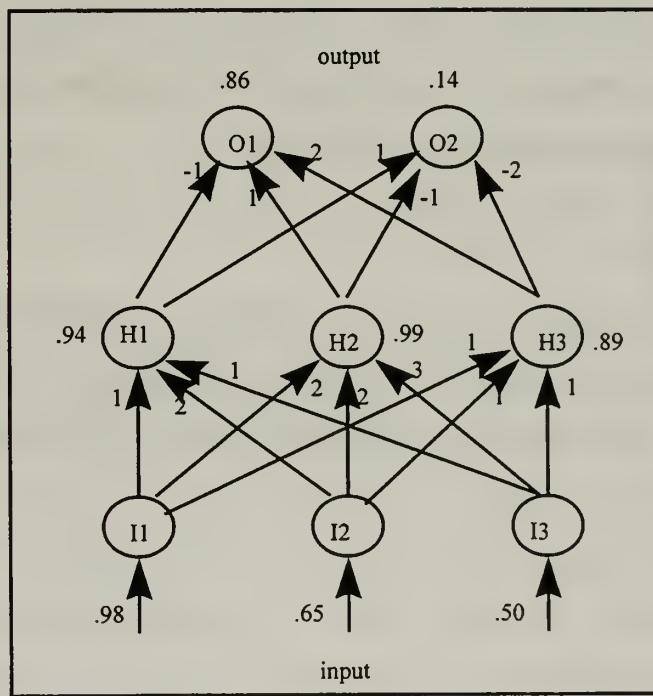 output
.86 .14
O1 O2
-1 1 2 1 -1 -2
.94 H1 H2 .99 H3 .89
1 2 1 2 2 3 1 1 1
I1 I2 I3
.98 .65 .50
input